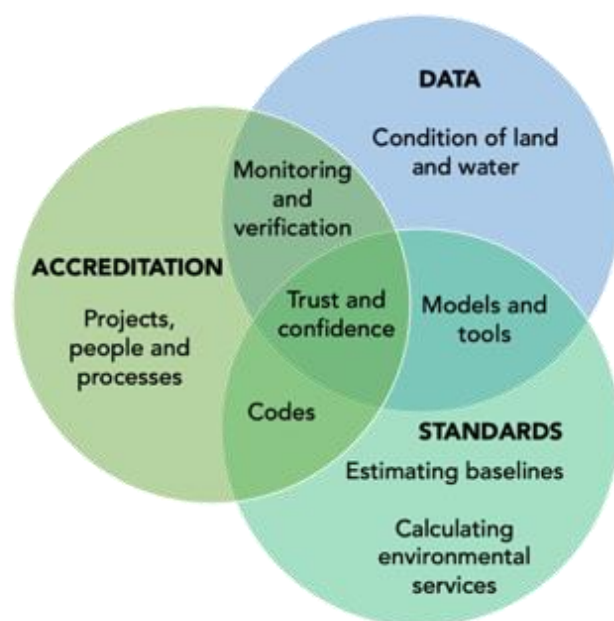 DATA
Condition of land
and water
Monitoring
and
verification
ACCREDITATION
Projects,
people and
processes
Trust and
confidence
Models and
tools
Codes
STANDARDS
Estimating baselines
Calculating
environmental
services